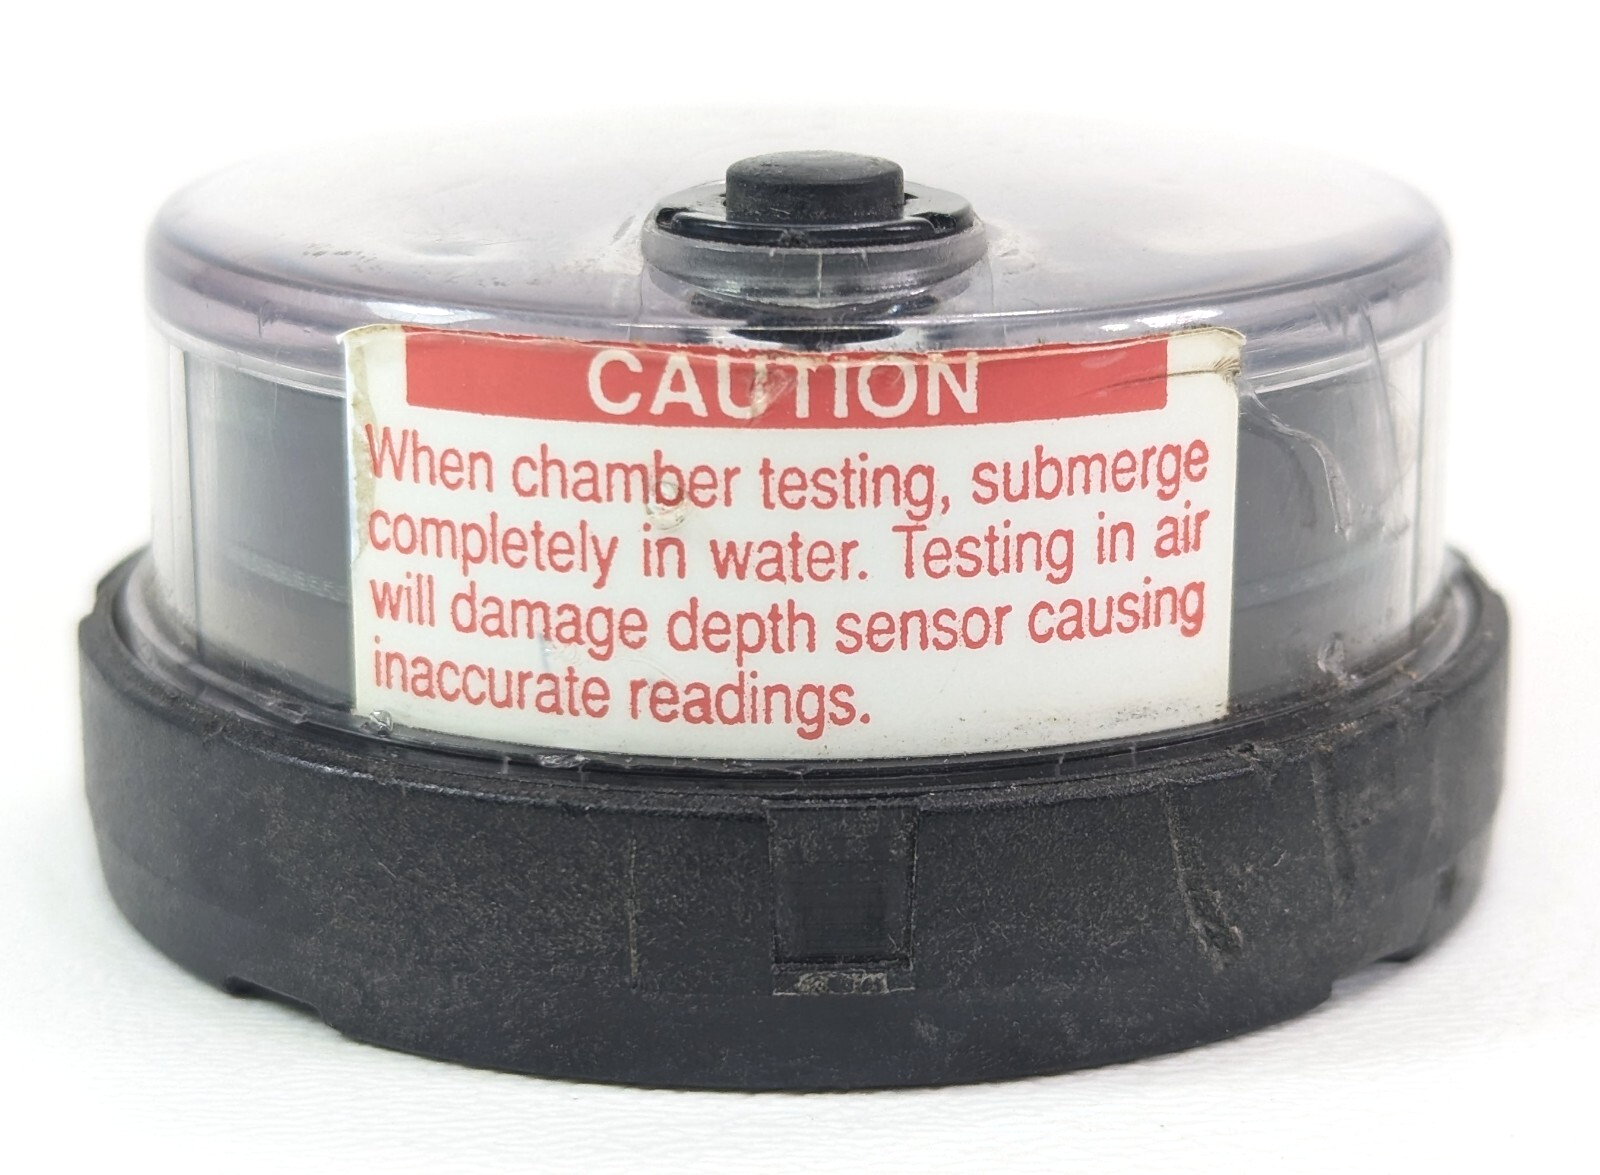 CAUTION
When chamber testing, submerge
completely in water. Testing in air
will damage depth sensor causing
inaccurate readings.